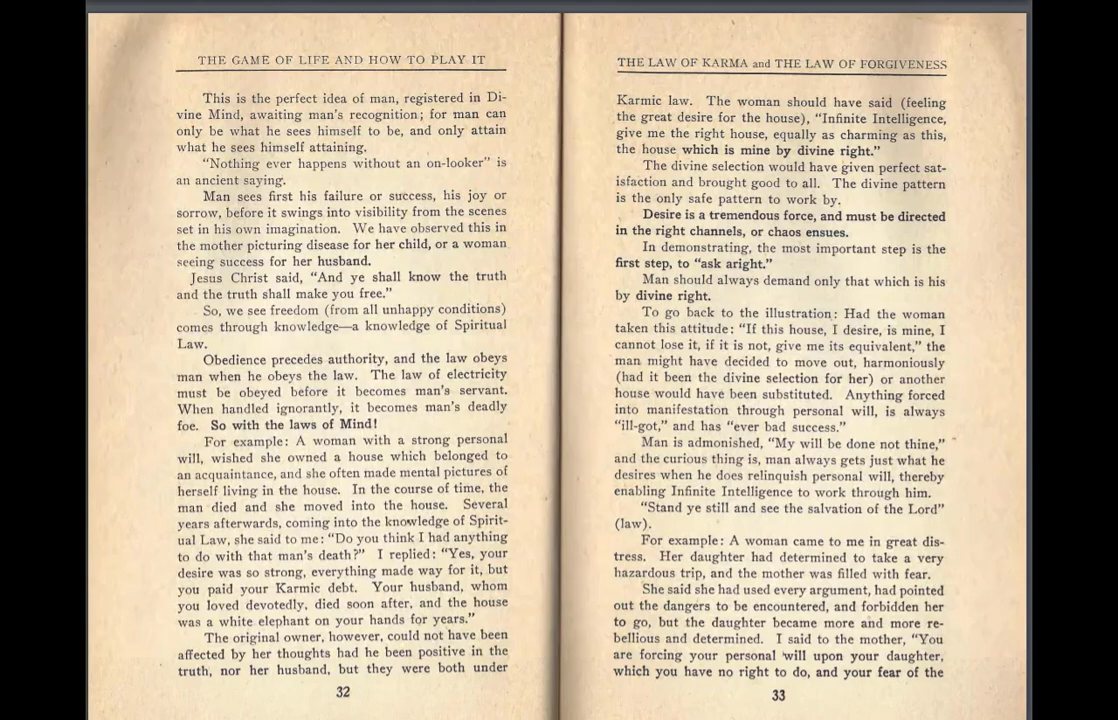 THE GAME OF LIFE AND HOW TO PLAY IT
This is the perfect idea of man, registered in Di-
vine Mind, awaiting man's recognition; for man can
only be what he sees himself to be, and only attain
what he sees himself attaining.
"Nothing ever happens without an on-looker" is
an ancient saying.
Man sees first his failure or success, his joy or
sorrow, before it swings into visibility from the scenes
set in his own imagination. We have observed this in
the mother picturing disease for her child, or a woman
seeing success for her husband.
Jesus Christ said, "And ye shall know the truth
and the truth shall make you free."
So, we see freedom (from all unhappy conditions)
comes through knowledge—a knowledge of Spiritual
Law.
Obedience precedes authority, and the law obeys
man when he obeys the law. The law of electricity
must be obeyed before it becomes man's servant.
When handled ignorantly, it becomes man's deadly
foe. So with the laws of Mind!
For example: A woman with a strong personal
will, wished she owned a house which belonged to
an acquaintance, and she often made mental pictures of
herself living in the house. In the course of time, the
man died and she moved into the house. Several
years afterwards, coming into the knowledge of Spirit-
ual Law, she said to me: "Do you think I had anything
to do with that man's death?" I replied: "Yes, your
desire was so strong, everything made way for it, but
you paid your Karmic debt. Your husband, whom
you loved devotedly, died soon after, and the house
was a white elephant on your hands for years."
The original owner, however, could not have been
affected by her thoughts had he been positive in the
truth, nor her husband, but they were both under
32
THE LAW OF KARMA and THE LAW OF FORGIVENESS
Karmic law. The woman should have said (feeling
the great desire for the house), "Infinite Intelligence,
give me the right house, equally as charming as this,
the house which is mine by divine right."
The divine selection would have given perfect sat-
isfaction and brought good to all. The divine pattern
is the only safe pattern to work by.
Desire is a tremendous force, and must be directed
in the right channels, or chaos ensues.
In demonstrating, the most important step is the
first step, to "ask aright."
Man should always demand only that which is his
by divine right.
To go back to the illustration: Had the woman
taken this attitude: "If this house, I desire, is mine, I
cannot lose it, if it is not, give me its equivalent," the
man might have decided to move out, harmoniously
(had it been the divine selection for her) or another
house would have been substituted. Anything forced
into manifestation through personal will, is always
"ill-got," and has "ever bad success."
Man is admonished, "My will be done not thine,"
and the curious thing is, man always gets just what he
desires when he does relinquish personal will, thereby
enabling Infinite Intelligence to work through him.
"Stand ye still and see the salvation of the Lord"
(law).
For example: A woman came to me in great dis-
tress. Her daughter had determined to take a very
hazardous trip, and the mother was filled with fear.
She said she had used every argument, had pointed
out the dangers to be encountered, and forbidden her
to go, but the daughter became more and more re-
bellious and determined. I said to the mother, "You
are forcing your personal will upon your daughter,
which you have no right to do, and your fear of the
33